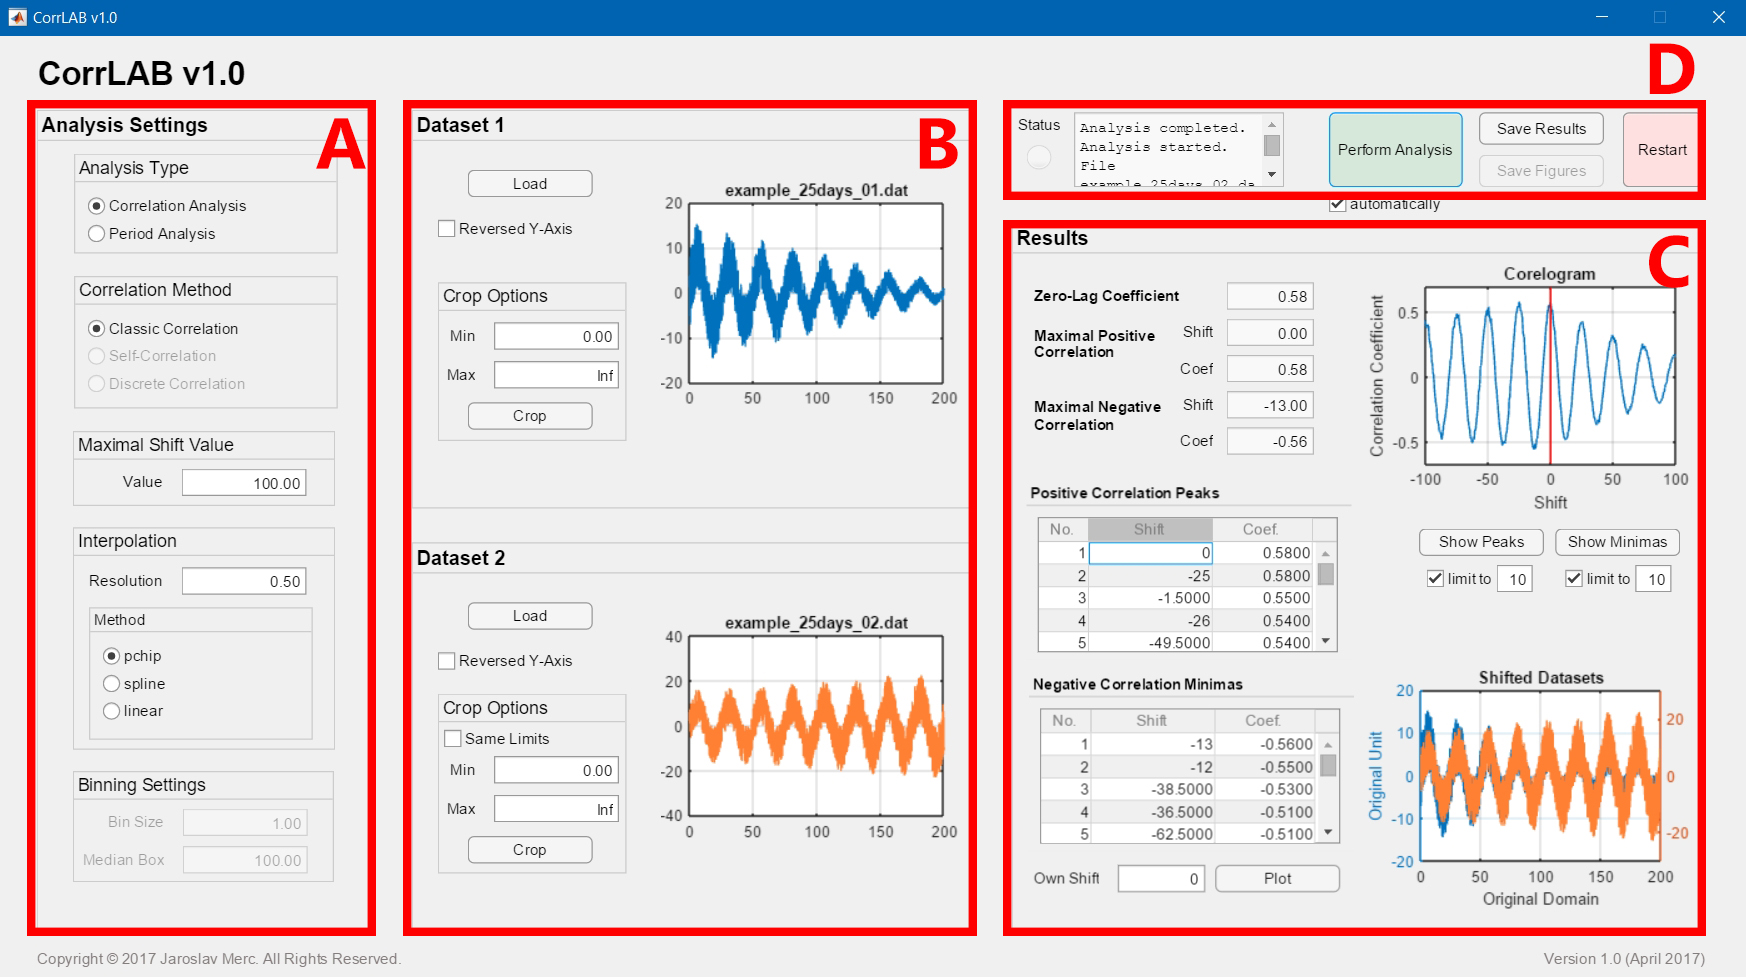 CorrLAB v1.0
CorrLAB v1.0
A
Analysis Settings
Analysis Type
Correlation Analysis
Period Analysis
Correlation Method
Classic Correlation
Self-Correlation
Discrete Correlation
Maximal Shift Value
Value 100.00
Interpolation
Resolution 0.50
Method
pchip
spline
linear
Binning Settings
Bin Size 1.00
Median Box 100.00
B
Dataset 1
Load
Reversed Y-Axis
Crop Options
Min 0.00
Max Inf
Crop
example_25days_01.dat
20
10
0
-10
-20
0 50 100 150 200
Dataset 2
Load
Reversed Y-Axis
Crop Options
Same Limits
Min 0.00
Max Inf
Crop
example_25days_02.dat
40
20
0
-20
-40
0 50 100 150 200
D
Status
Analysis completed.
Analysis started.
File
example_25days_02.da
Perform Analysis
Save Results
Save Figures
Restart
automatically
C
Results
Zero-Lag Coefficient 0.58
Maximal Positive
Correlation
Shift 0.00
Coef 0.58
Maximal Negative
Correlation
Shift -13.00
Coef -0.56
Positive Correlation Peaks
No. Shift Coef.
1 0 0.5800
2 -25 0.5800
3 -1.5000 0.5500
4 -26 0.5400
5 -49.5000 0.5400
Negative Correlation Minimas
No. Shift Coef.
1 -13 -0.5600
2 -12 -0.5500
3 -38.5000 -0.5300
4 -36.5000 -0.5100
5 -62.5000 -0.5100
Own Shift 0 Plot
Corelogram
Correlation Coefficient
0.5
0
-0.5
-100 -50 0 50 100
Shift
Show Peaks Show Minimas
limit to 10 limit to 10
Shifted Datasets
Original Unit
20
10
0
-10
-20
20
0
-20
0 50 100 150 200
Original Domain
Copyright © 2017 Jaroslav Merc. All Rights Reserved.
Version 1.0 (April 2017)